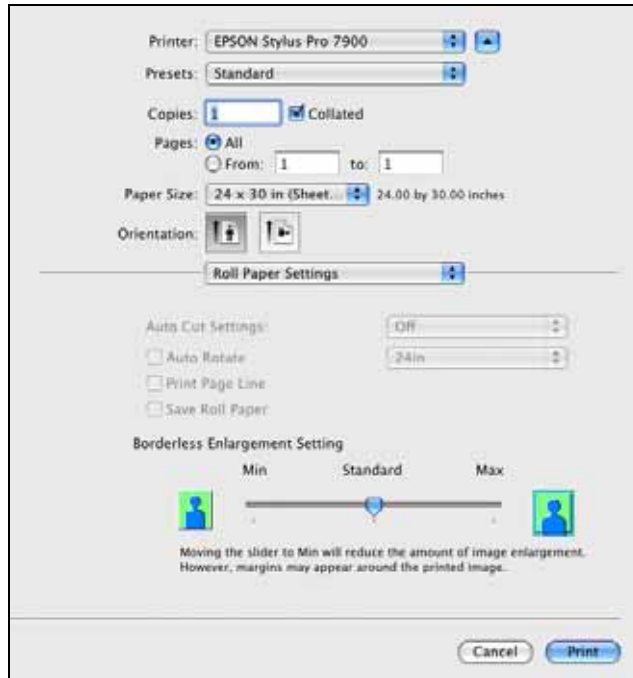 Printer: EPSON Stylus Pro 7900
Presets: Standard
Copies: 1 Collated
Pages: All
From: 1 to: 1
Paper Size: 24 x 30 in (Sheet... 24.00 by 30.00 inches
Orientation:
Roll Paper Settings
Auto Cut Settings: Off
Auto Rotate 24in
Print Page Line
Save Roll Paper
Borderless Enlargement Setting
Min Standard Max
Moving the slider to Min will reduce the amount of image enlargement.
However, margins may appear around the printed image.
Cancel Print